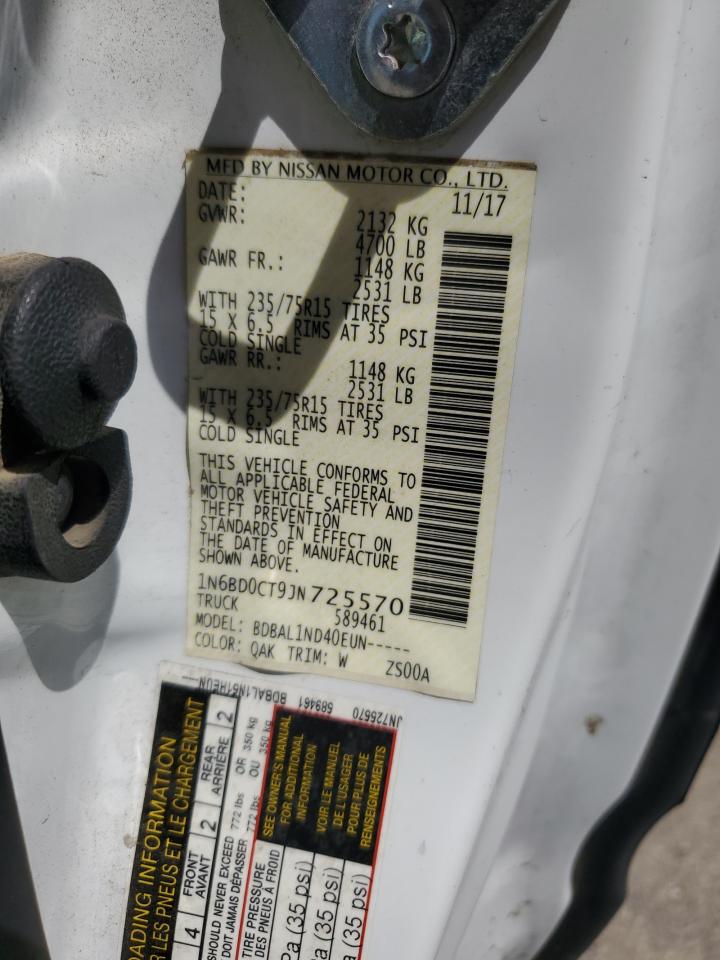 MFD BY NISSAN MOTOR CO., LTD.
DATE: 11/17
GVWR: 2132 KG
4700 LB
GAWR FR.: 1148 KG
2531 LB
WITH 235/75R15 TIRES
15 X 6.5 RIMS AT 35 PSI
COLD SINGLE
GAWR RR.: 1148 KG
2531 LB
WITH 235/75R15 TIRES
15 X 6.5 RIMS AT 35 PSI
COLD SINGLE
THIS VEHICLE CONFORMS TO
ALL APPLICABLE FEDERAL
MOTOR VEHICLE SAFETY AND
THEFT PREVENTION
STANDARDS IN EFFECT ON
THE DATE OF MANUFACTURE
SHOWN ABOVE.
1N6BD0CT9JN725570
TRUCK 589461
MODEL: BDBAL1ND40EUN-----
COLOR: QAK TRIM: W ZS00A
JN725570 589461 BDBAL1N61HEUN
LOADING INFORMATION
LES PNEUS ET LE CHARGEMENT
4 FRONT 2 REAR 2
AVANT ARRIÈRE
SHOULD NEVER EXCEED 772 lbs OR 350 kg
DOIT JAMAIS DÉPASSER 772 lbs OU 350 kg
TIRE PRESSURE
DES PNEUS À FROID
SEE OWNER'S MANUAL
FOR ADDITIONAL
INFORMATION
VOIR LE MANUEL
DE L'USAGER
POUR PLUS DE
RENSEIGNEMENTS
Pa (35 psi)
Pa (35 psi)
a (35 psi)